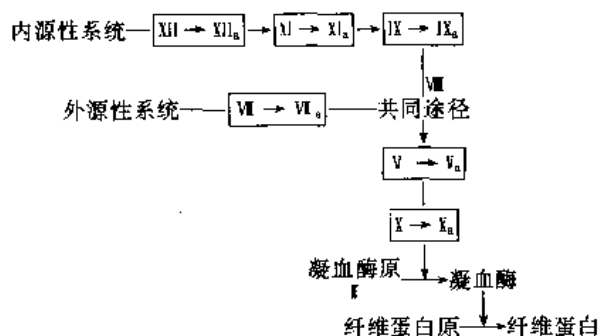 内源性系统 XII → XIIa → XI → XIa → IX → IXa
VIII
外源性系统 VII → VIIa 共同途径
V → Va
X → Xa
凝血酶原 → 凝血酶
纤维蛋白原 → 纤维蛋白